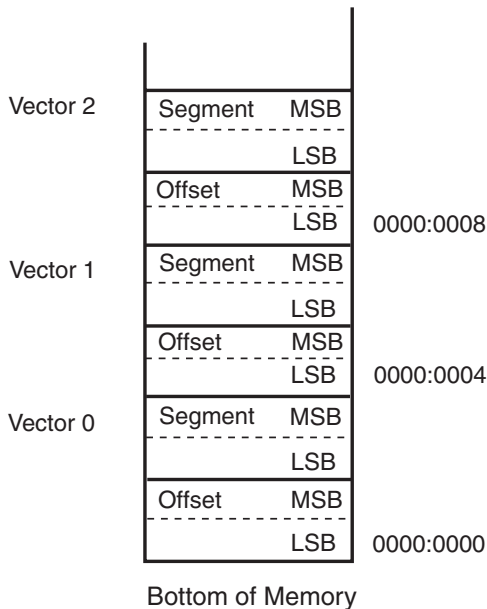 Vector 2 Segment MSB
LSB
Offset MSB
LSB 0000:0008
Vector 1 Segment MSB
LSB
Offset MSB
LSB 0000:0004
Vector 0 Segment MSB
LSB
Offset MSB
LSB 0000:0000
Bottom of Memory